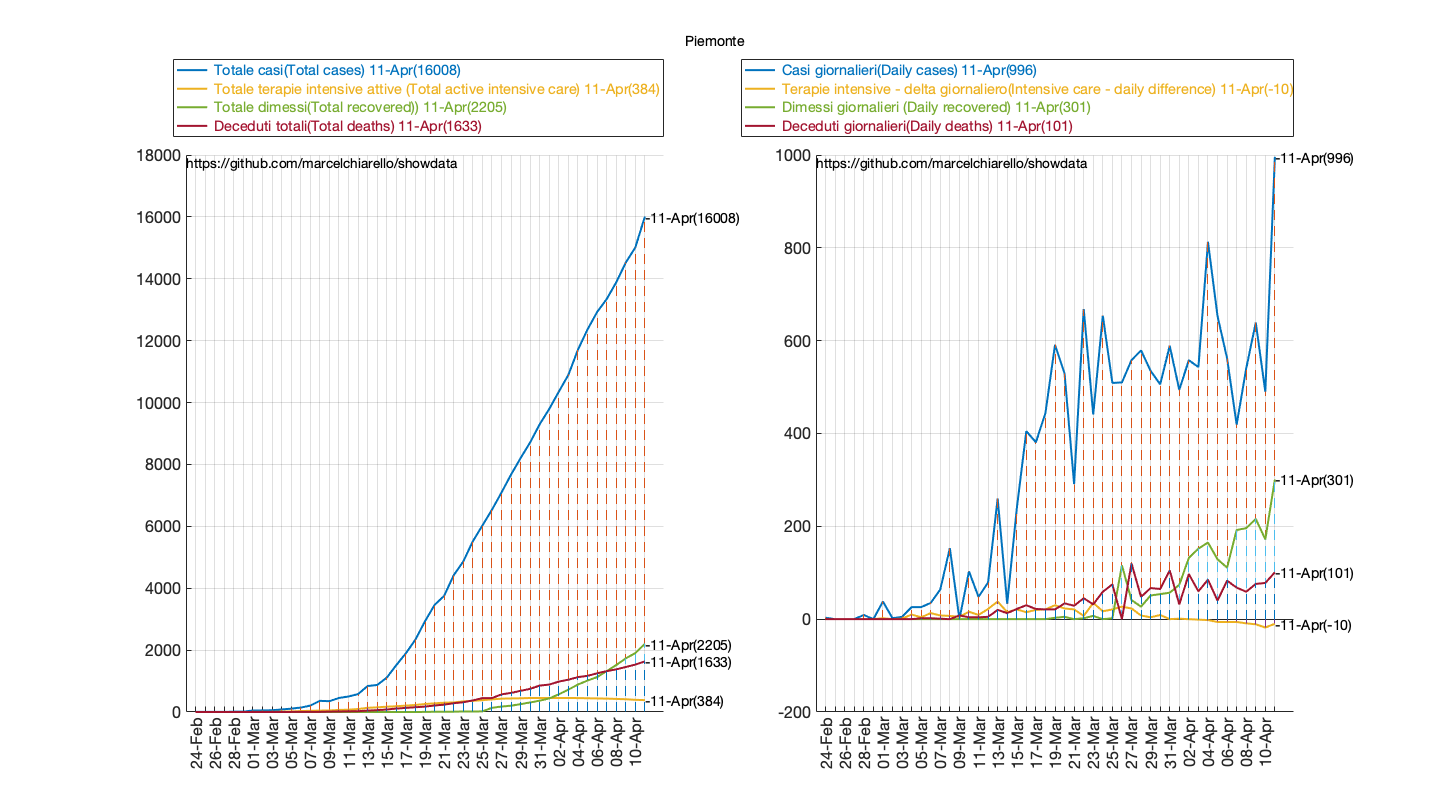 Piemonte
Totale casi(Total cases) 11-Apr(16008)
Totale terapie intensive attive (Total active intensive care) 11-Apr(384)
Totale dimessi(Total recovered)) 11-Apr(2205)
Deceduti totali(Total deaths) 11-Apr(1633)
https://github.com/marcelchiarello/showdata
18000
16000
14000
12000
10000
8000
6000
4000
2000
0
-11-Apr(16008)
-11-Apr(2205)
-11-Apr(1633)
-11-Apr(384)
24-Feb
26-Feb
28-Feb
01-Mar
03-Mar
05-Mar
07-Mar
09-Mar
11-Mar
13-Mar
15-Mar
17-Mar
19-Mar
21-Mar
23-Mar
25-Mar
27-Mar
29-Mar
31-Mar
02-Apr
04-Apr
06-Apr
08-Apr
10-Apr
Casi giornalieri(Daily cases) 11-Apr(996)
Terapie intensive - delta giornaliero(Intensive care - daily difference) 11-Apr(-10)
Dimessi giornalieri (Daily recovered) 11-Apr(301)
Deceduti giornalieri(Daily deaths) 11-Apr(101)
https://github.com/marcelchiarello/showdata
1000
800
600
400
200
0
-200
-11-Apr(996)
-11-Apr(301)
-11-Apr(101)
-11-Apr(-10)
24-Feb
26-Feb
28-Feb
01-Mar
03-Mar
05-Mar
07-Mar
09-Mar
11-Mar
13-Mar
15-Mar
17-Mar
19-Mar
21-Mar
23-Mar
25-Mar
27-Mar
29-Mar
31-Mar
02-Apr
04-Apr
06-Apr
08-Apr
10-Apr